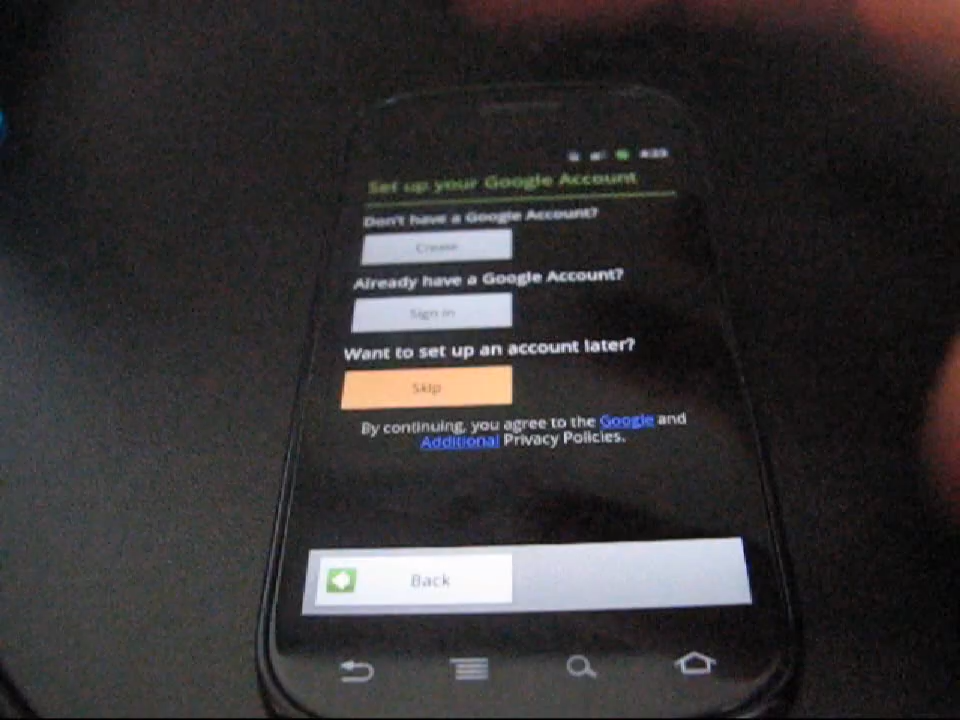 Set up your Google Account
Don't have a Google Account?
Create
Already have a Google Account?
Sign in
Want to set up an account later?
Skip
By continuing, you agree to the Google and
Additional Privacy Policies.
Back